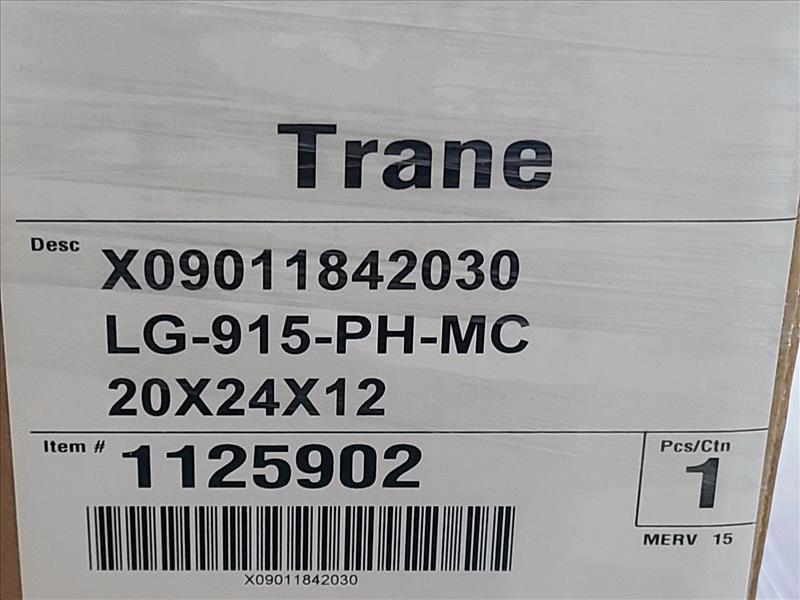 Trane
Desc X09011842030
LG-915-PH-MC
20X24X12
Item # 1125902
Pcs/Ctn
1
MERV 15
X09011842030